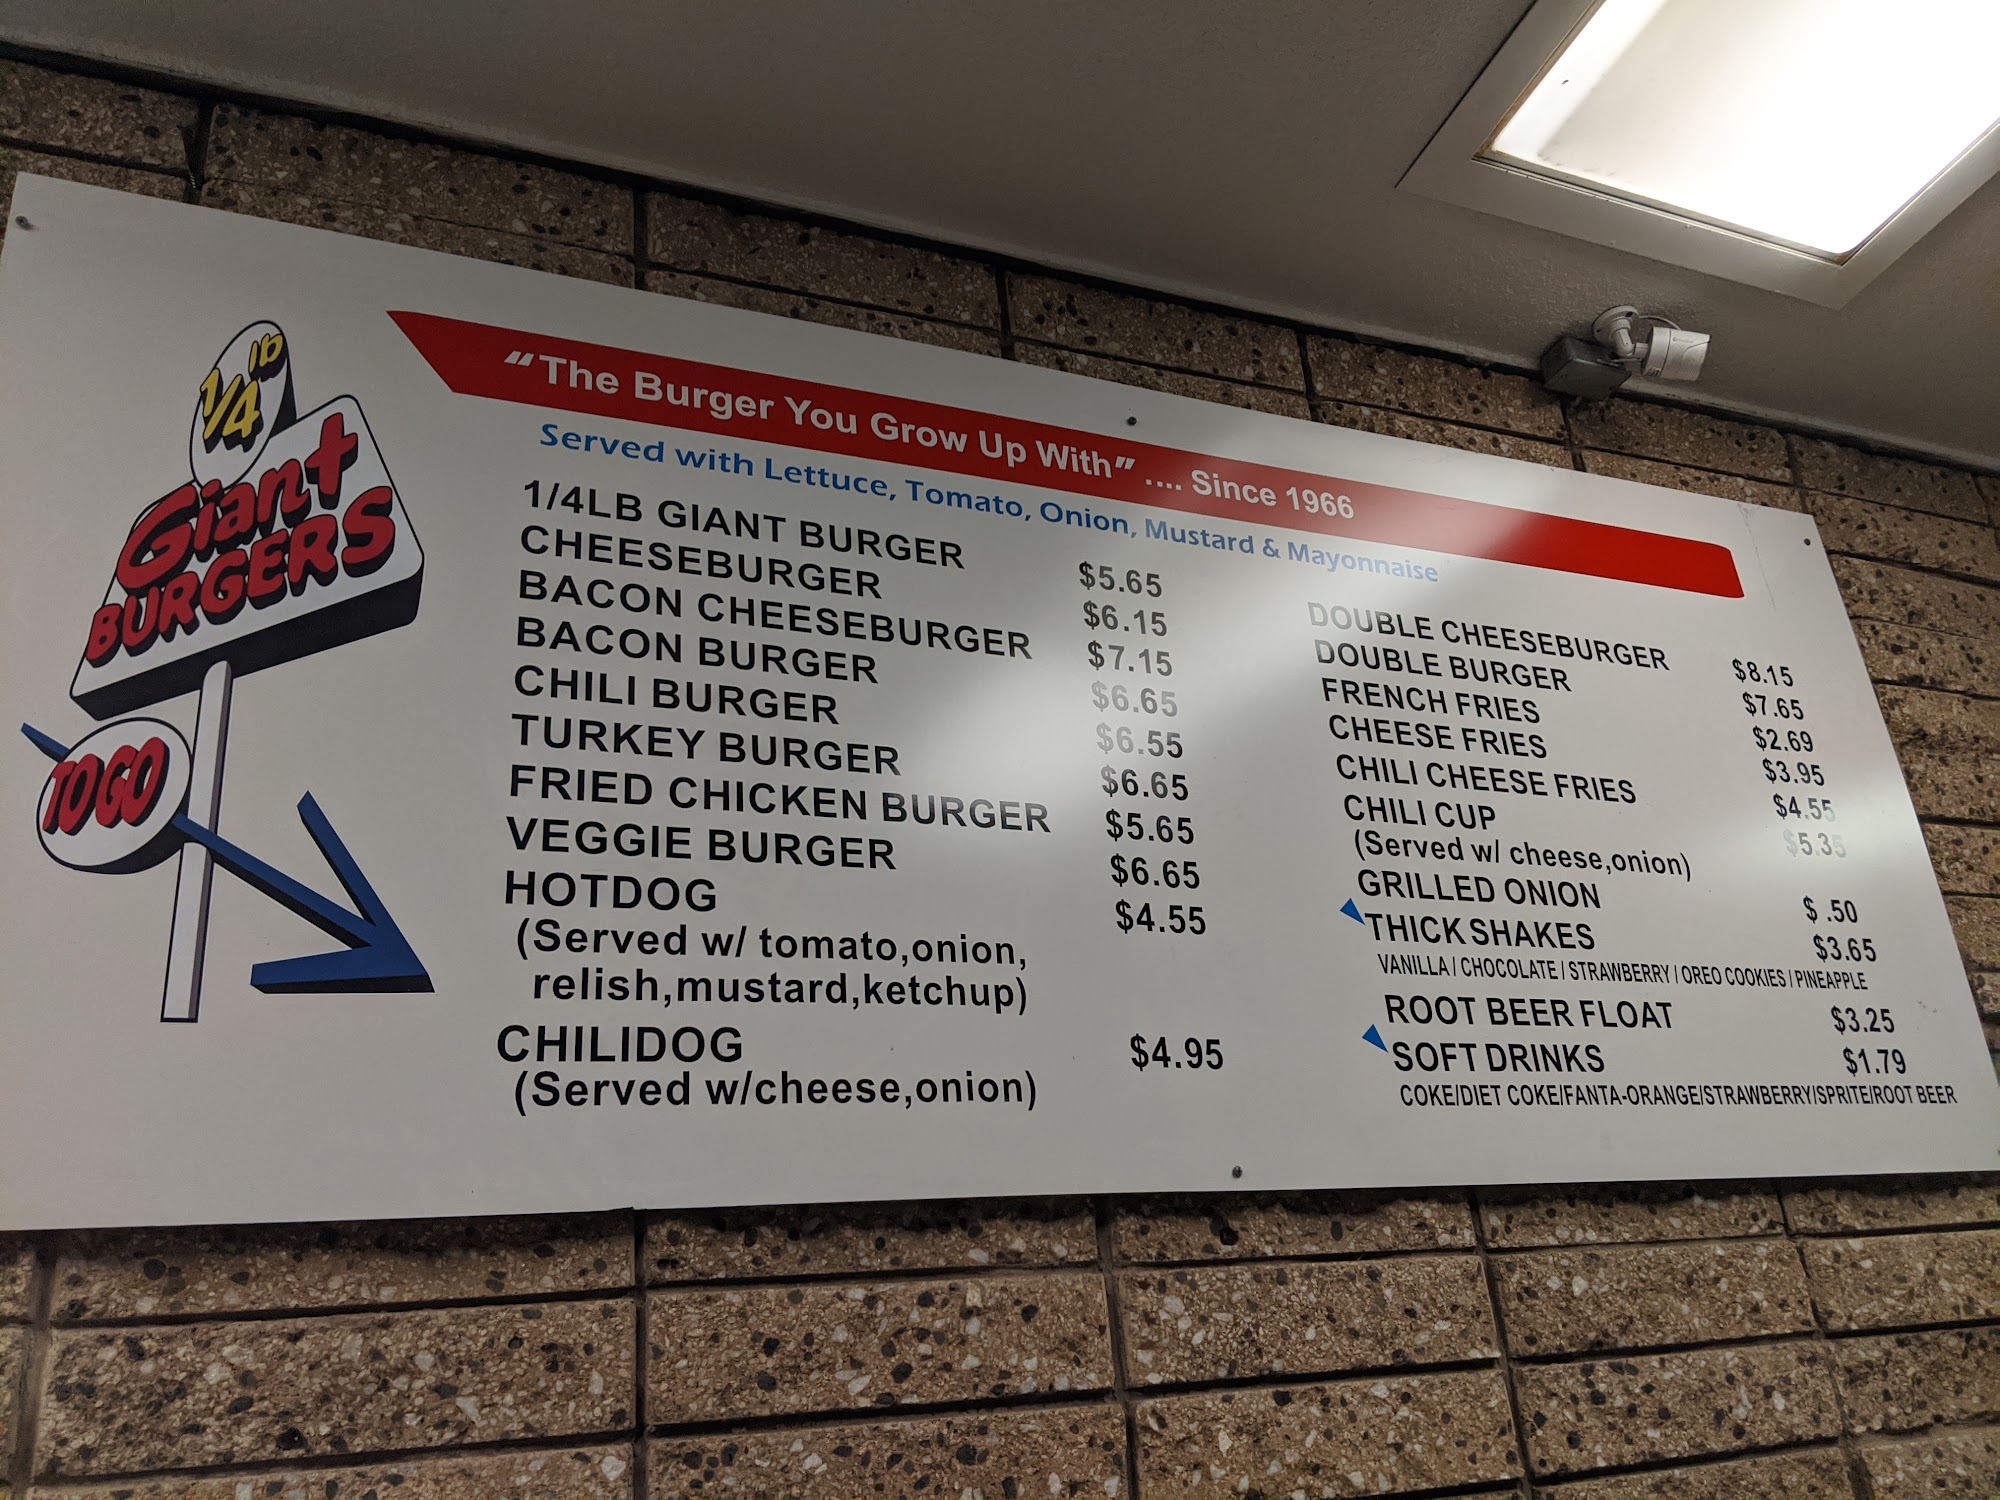 1/4 lb
Giant
BURGERS
TO GO
"The Burger You Grow Up With" .... Since 1966
Served with Lettuce, Tomato, Onion, Mustard & Mayonnaise
1/4LB GIANT BURGER $5.65
CHEESEBURGER $6.15
BACON CHEESEBURGER $7.15
BACON BURGER $6.65
CHILI BURGER $6.55
TURKEY BURGER $6.65
FRIED CHICKEN BURGER $5.65
VEGGIE BURGER $6.65
HOTDOG $4.55
(Served w/ tomato,onion,
relish,mustard,ketchup)
CHILIDOG $4.95
(Served w/cheese,onion)
DOUBLE CHEESEBURGER $8.15
DOUBLE BURGER $7.65
FRENCH FRIES $2.69
CHEESE FRIES $3.95
CHILI CHEESE FRIES $4.55
CHILI CUP $5.35
(Served w/ cheese,onion)
GRILLED ONION $ .50
THICK SHAKES $3.65
VANILLA / CHOCOLATE / STRAWBERRY / OREO COOKIES / PINEAPPLE
ROOT BEER FLOAT $3.25
SOFT DRINKS $1.79
COKE/DIET COKE/FANTA-ORANGE/STRAWBERRY/SPRITE/ROOT BEER